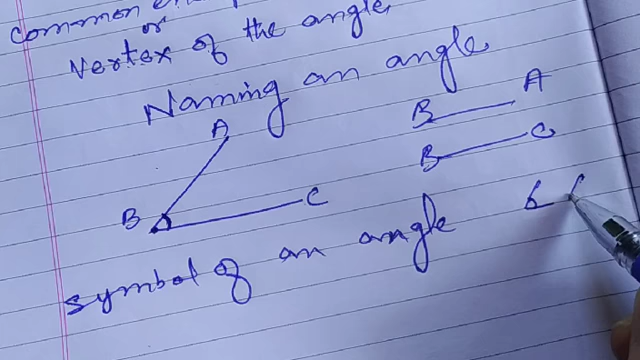 common
or
Vertex of the angle
Naming an angle
A
B C
B A
B C
symbol of an angle